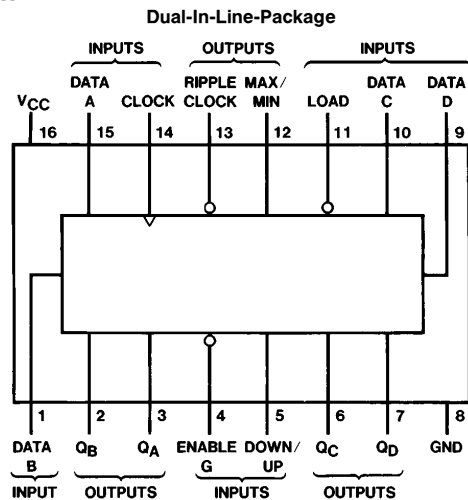 Dual-In-Line-Package
INPUTS OUTPUTS INPUTS
DATA RIPPLE MAX/ DATA DATA
VCC A CLOCK CLOCK MIN LOAD C D
16 15 14 13 12 11 10 9
1 2 3 4 5 6 7 8
DATA QB QA ENABLE DOWN/ QC QD GND
B G UP
INPUT OUTPUTS INPUTS OUTPUTS